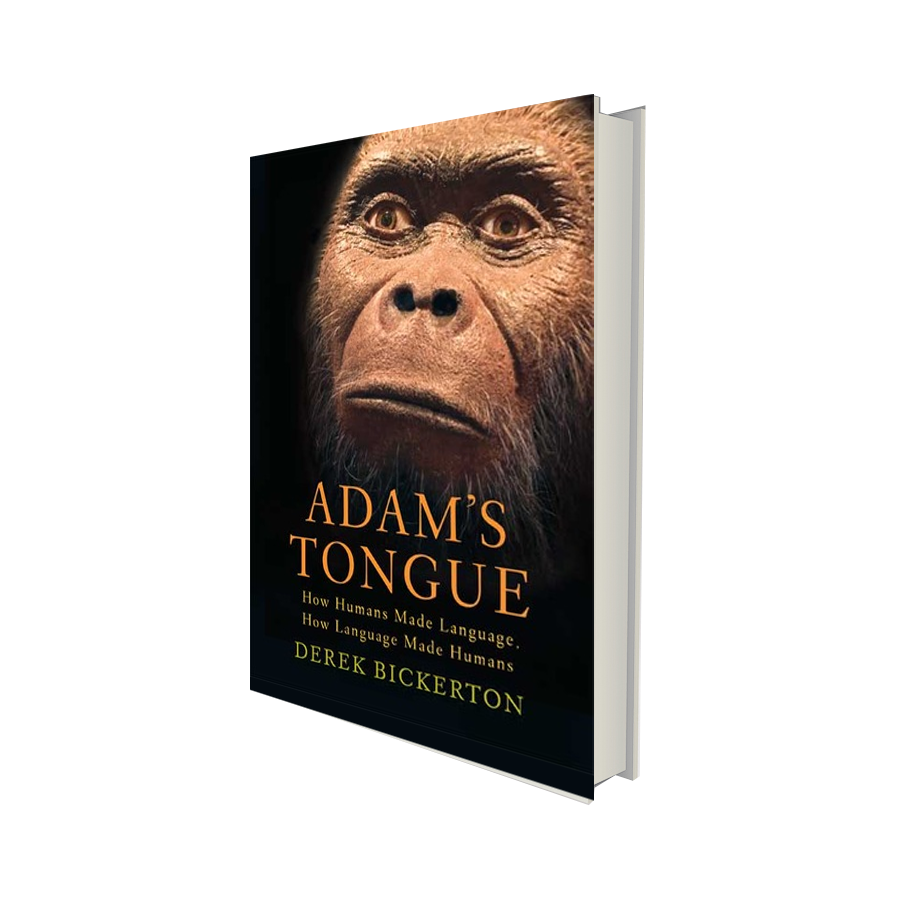 ADAM'S
TONGUE
How Humans Made Language,
How Language Made Humans
DEREK BICKERTON